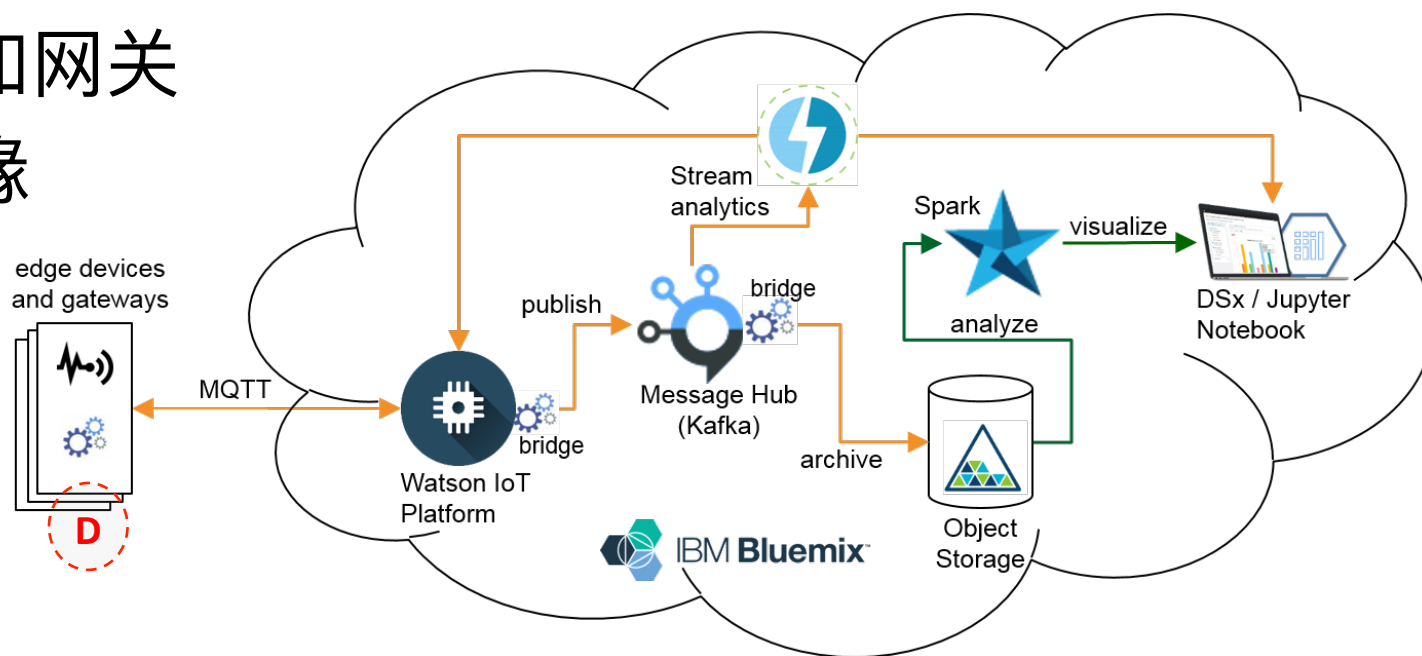 和网关
缘
edge devices
and gateways
MQTT
D
Watson IoT
Platform
bridge
publish
Stream
analytics
bridge
Message Hub
(Kafka)
archive
Spark
analyze
visualize
DSx / Jupyter
Notebook
Object
Storage
IBM Bluemix™